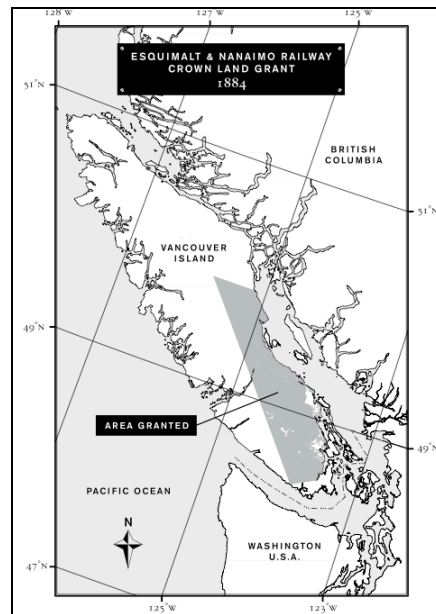 128°W
127°W
125°W
ESQUIMALT & NANAIMO RAILWAY
CROWN LAND GRANT
1884
51°N
BRITISH
COLUMBIA
51°N
VANCOUVER
ISLAND
49°N
AREA GRANTED
49°N
PACIFIC OCEAN
N
WASHINGTON
U.S.A.
47°N
125°W
123°W